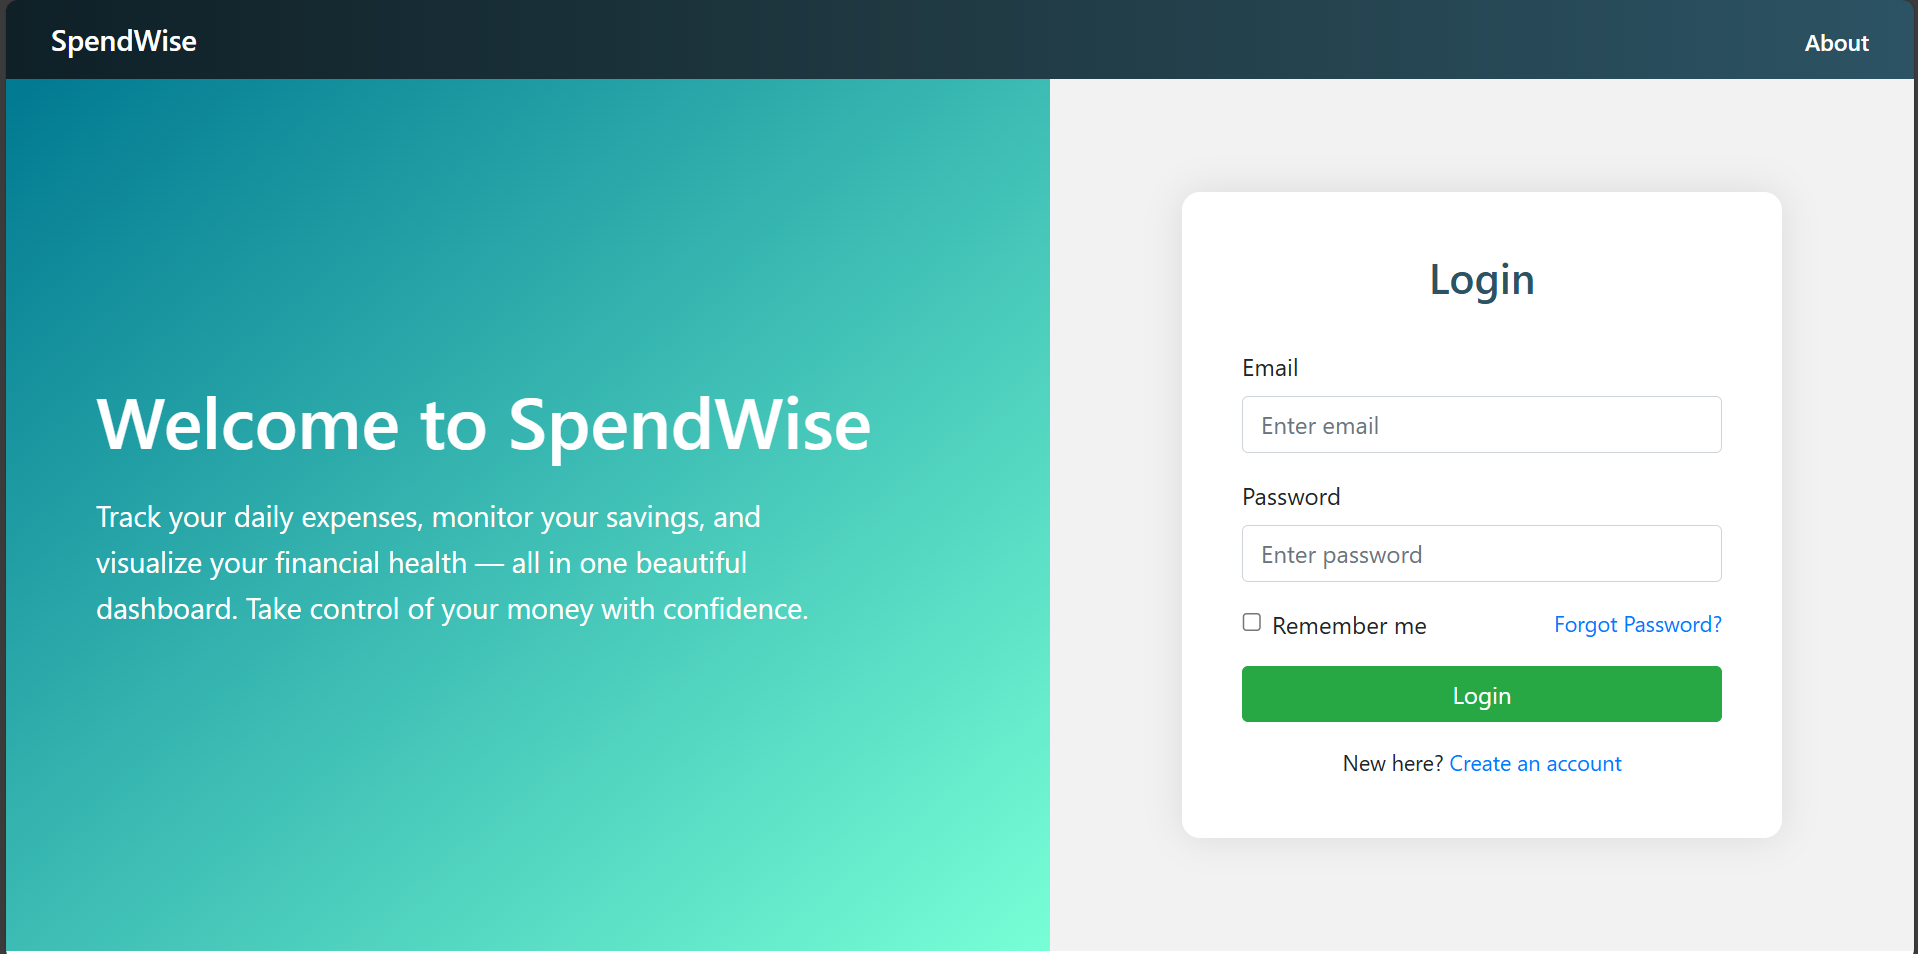 SpendWise
About
Welcome to SpendWise
Track your daily expenses, monitor your savings, and
visualize your financial health — all in one beautiful
dashboard. Take control of your money with confidence.
Login
Email
Enter email
Password
Enter password
Remember me
Forgot Password?
Login
New here? Create an account